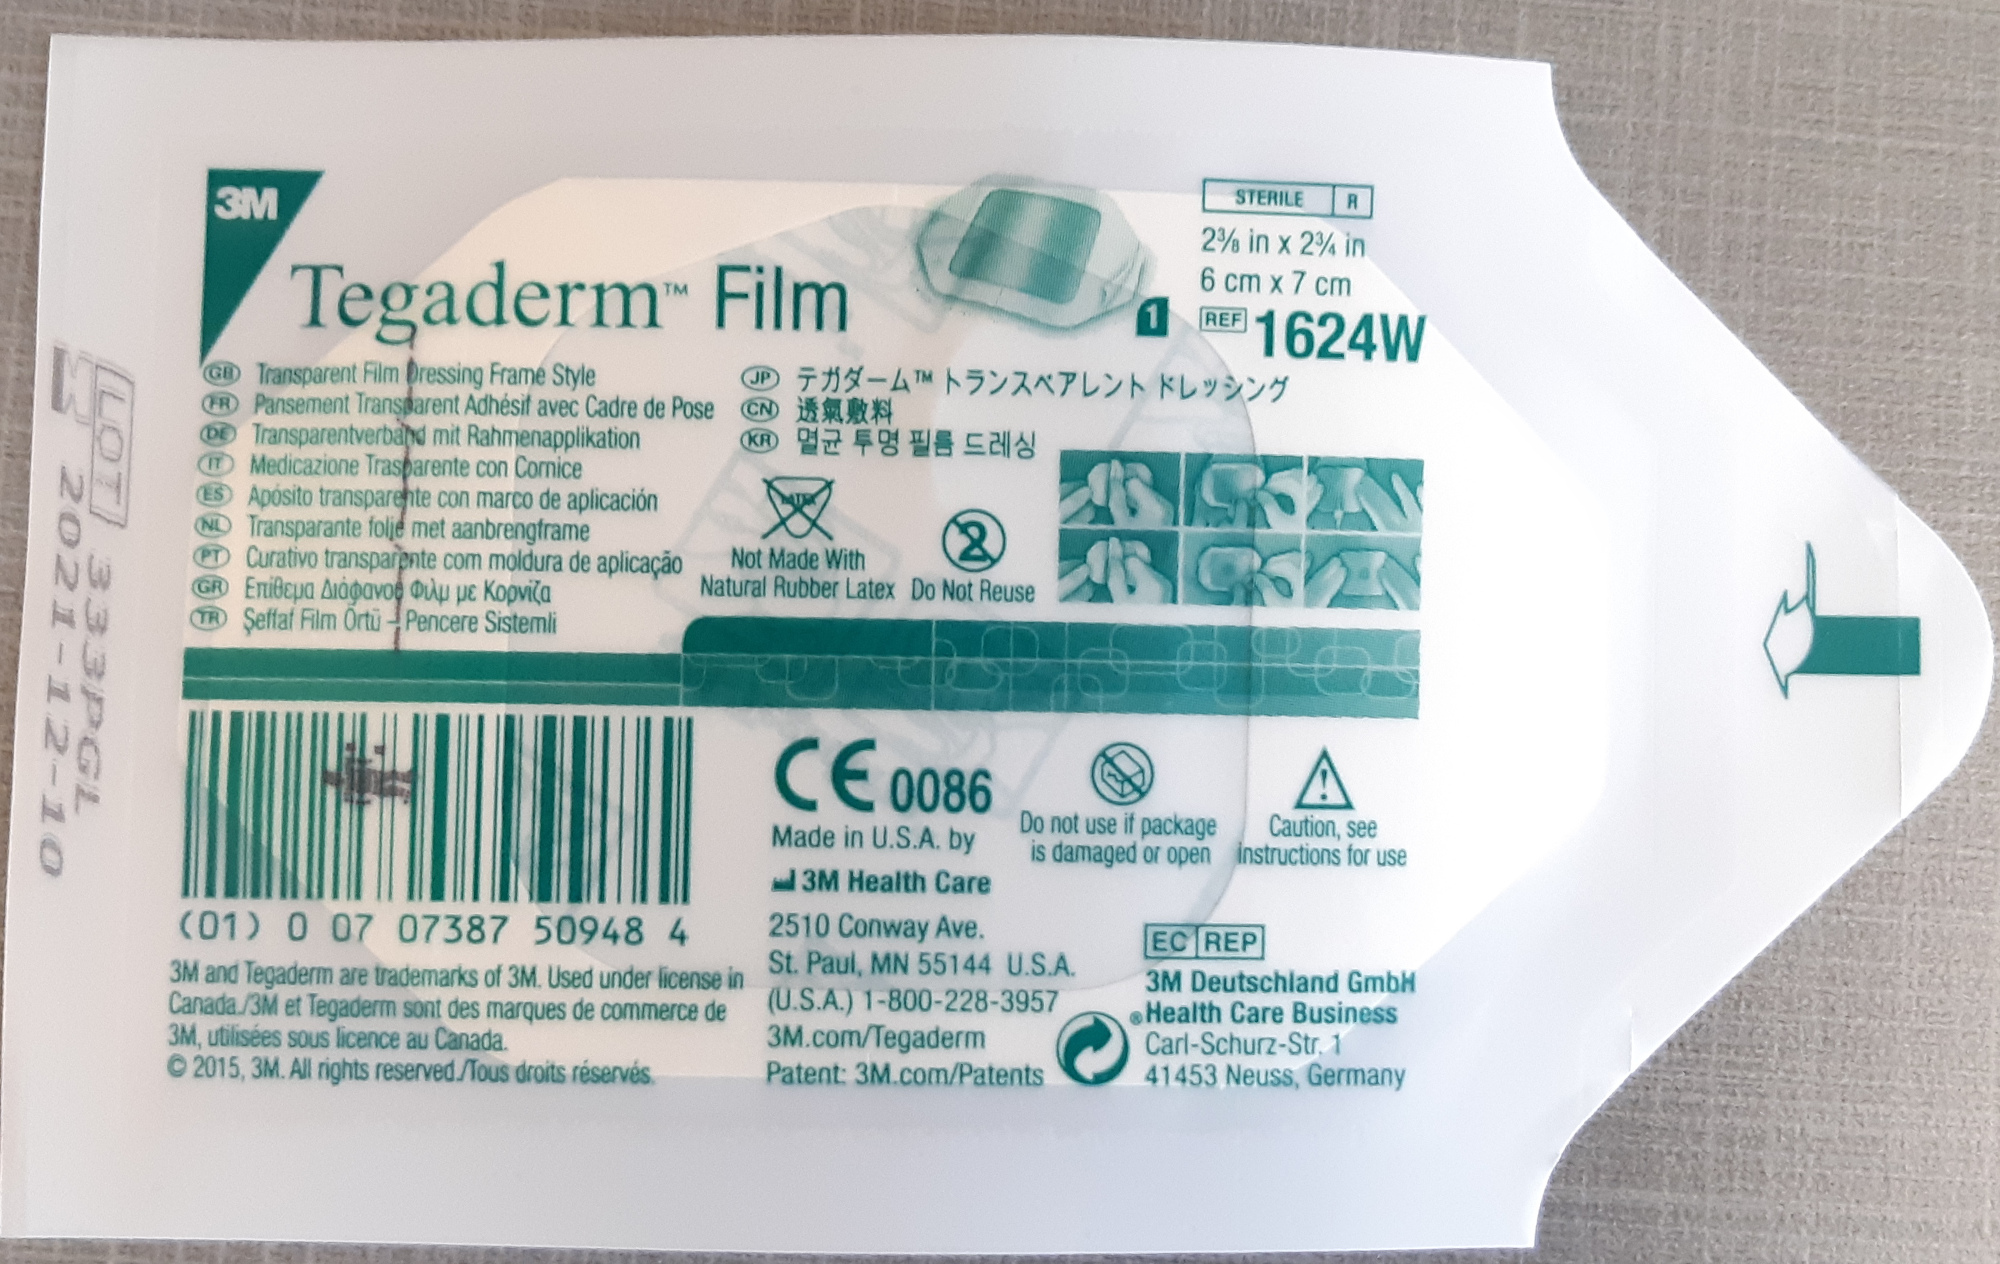 3M
Tegaderm™ Film
STERILE R
2⅜ in x 2¾ in
6 cm x 7 cm
1
REF 1624W
GB Transparent Film Dressing Frame Style
FR Pansement Transparent Adhésif avec Cadre de Pose
DE Transparentverband mit Rahmenapplikation
IT Medicazione Trasparente con Cornice
ES Apósito transparente con marco de aplicación
NL Transparante folie met aanbrengframe
PT Curativo transparente com moldura de aplicação
GR Επίθεμα Διάφανου Φιλμ με Κορνίζα
TR Şeffaf Film Örtü – Pencere Sistemli
JP テガダーム™ トランスペアレント ドレッシング
CN 透氣敷料
KR 멸균 투명 필름 드레싱
LATEX
Not Made With
Natural Rubber Latex
2
Do Not Reuse
LOT 333PGL
2021-12-10
(01) 0 07 07387 50948 4
3M and Tegaderm are trademarks of 3M. Used under license in
Canada./3M et Tegaderm sont des marques de commerce de
3M, utilisées sous licence au Canada.
© 2015, 3M. All rights reserved./Tous droits réservés.
CE 0086
Made in U.S.A. by
3M Health Care
2510 Conway Ave.
St. Paul, MN 55144 U.S.A.
(U.S.A.) 1-800-228-3957
3M.com/Tegaderm
Patent: 3M.com/Patents
Do not use if package
is damaged or open
Caution, see
instructions for use
EC REP
3M Deutschland GmbH
Health Care Business
Carl-Schurz-Str. 1
41453 Neuss, Germany
®